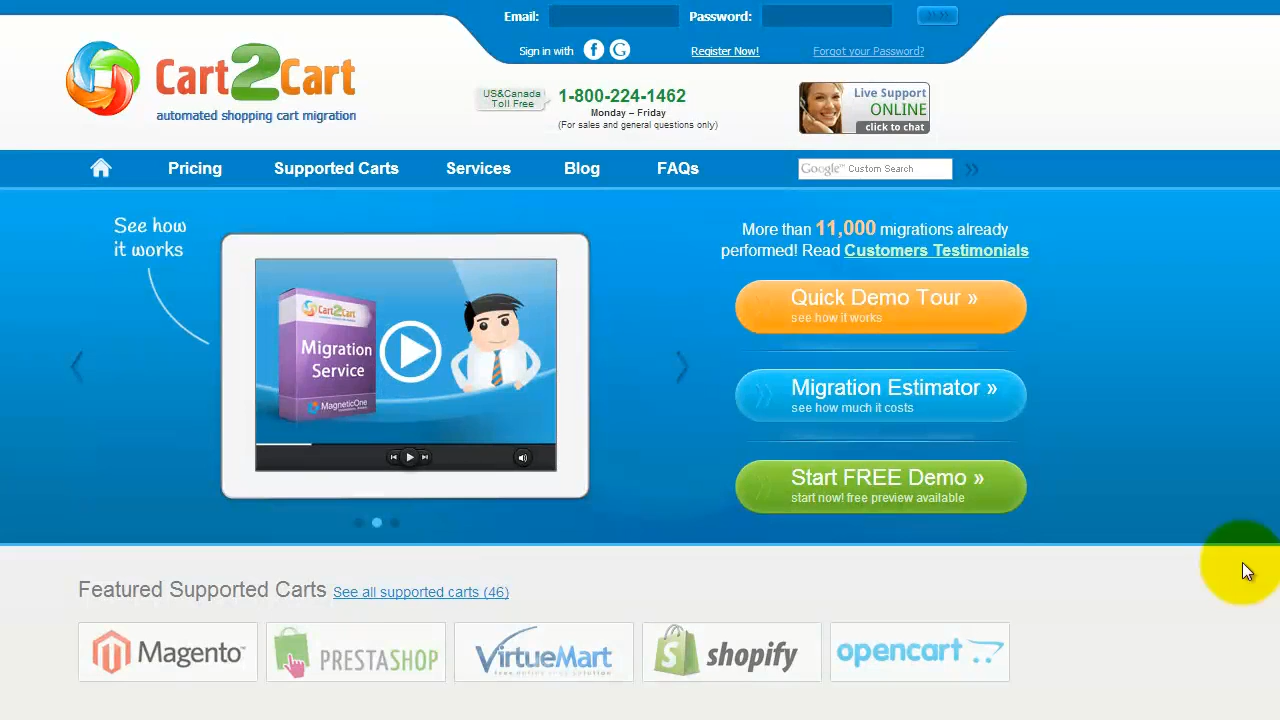 Email:
Password:
Sign in with
Register Now!
Forgot your Password?
Cart2Cart
automated shopping cart migration
US&Canada
Toll Free
1-800-224-1462
Monday – Friday
(For sales and general questions only)
Live Support
ONLINE
click to chat
Pricing
Supported Carts
Services
Blog
FAQs
Google™ Custom Search
See how
it works
Cart2Cart
Migration
Service
MagneticOne
More than 11,000 migrations already
performed! Read Customers Testimonials
Quick Demo Tour »
see how it works
Migration Estimator »
see how much it costs
Start FREE Demo »
start now! free preview available
Featured Supported Carts See all supported carts (46)
Magento
PRESTASHOP
VirtueMart
shopify
opencart